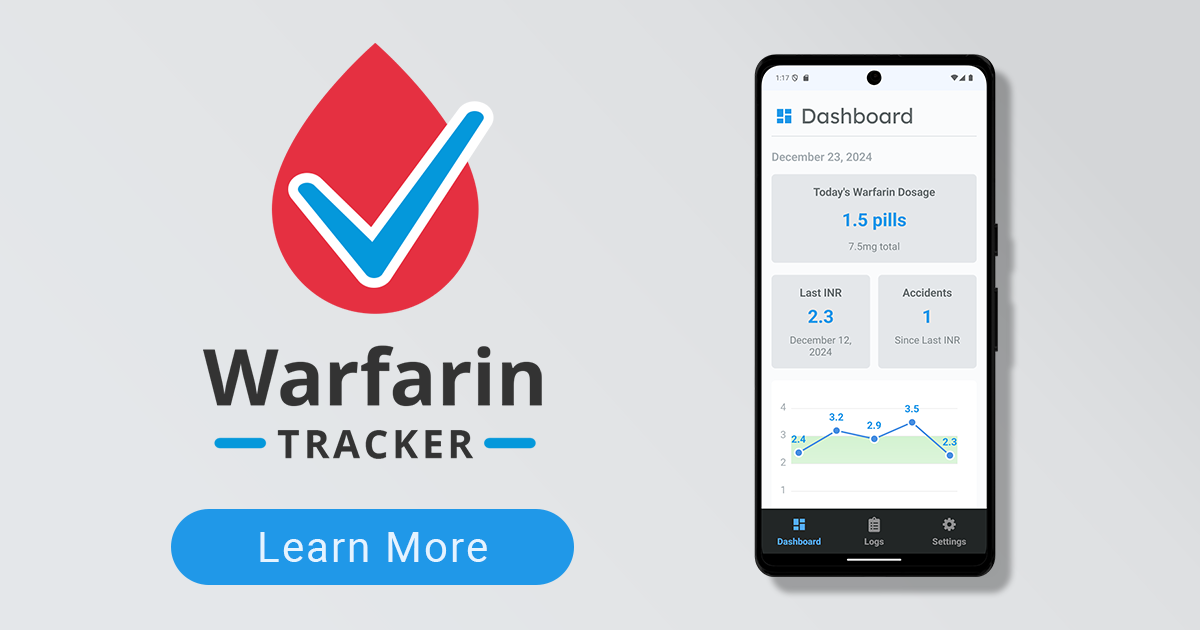 Warfarin
TRACKER
Learn More
1:17
Dashboard
December 23, 2024
Today's Warfarin Dosage
1.5 pills
7.5mg total
Last INR
2.3
December 12,
2024
Accidents
1
Since Last INR
4
3
2
1
2.4
3.2
2.9
3.5
2.3
Dashboard
Logs
Settings